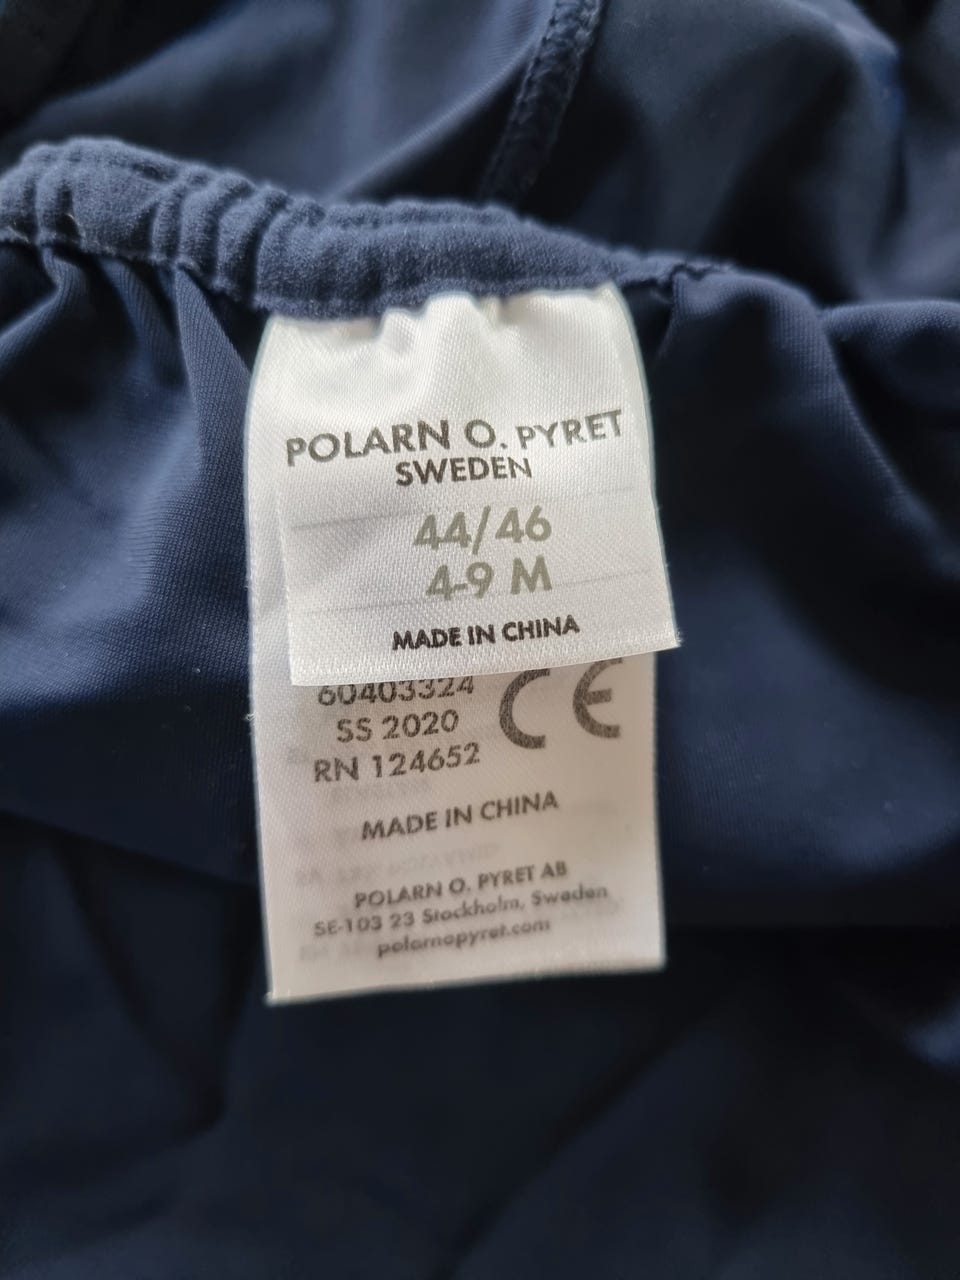 POLARN O. PYRET
SWEDEN
44/46
4-9 M
MADE IN CHINA
60403324
SS 2020
RN 124652
CE
MADE IN CHINA
POLARN O. PYRET AB
SE-103 23 Stockholm, Sweden
polarnopyret.com